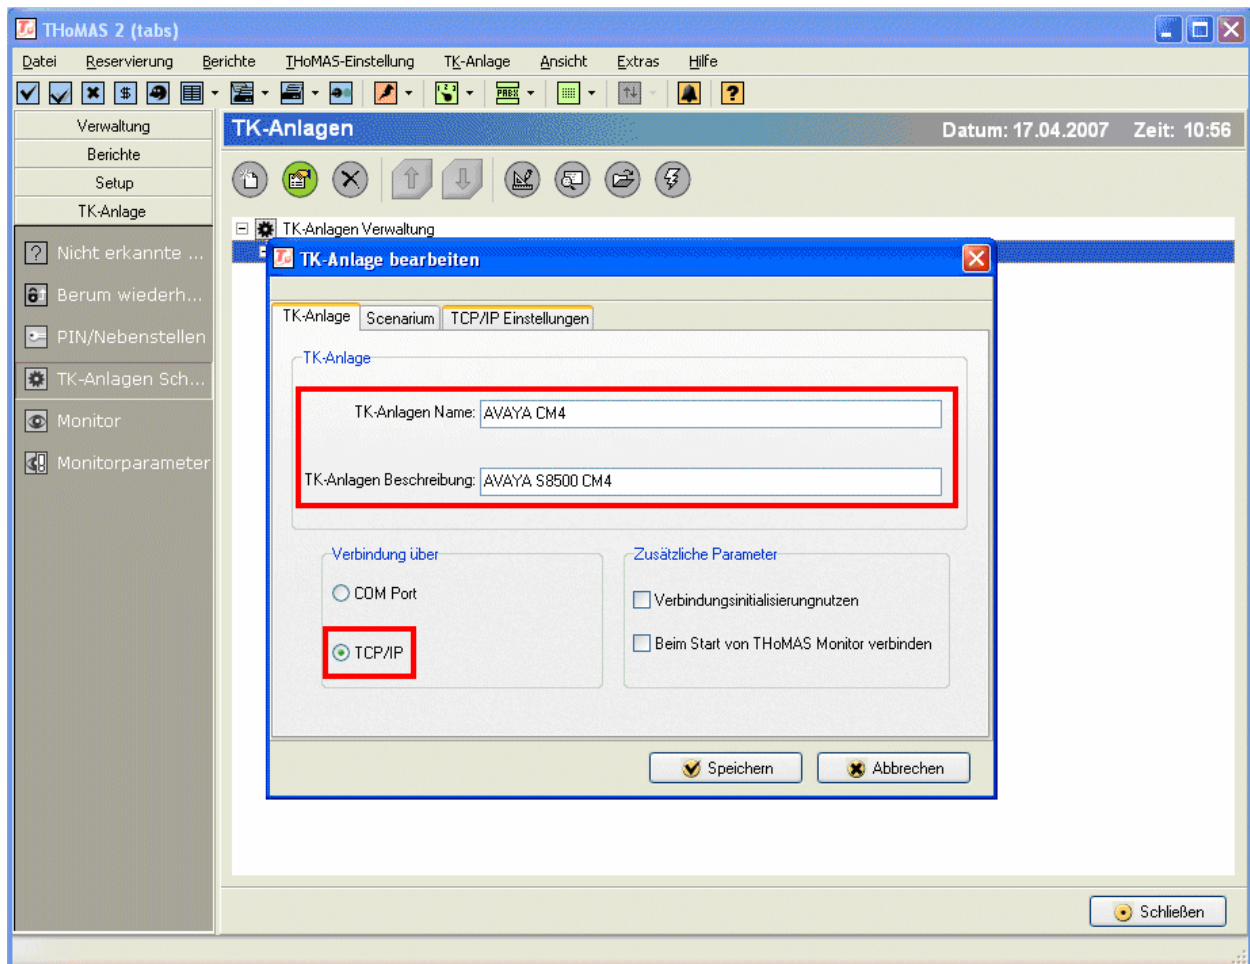 THoMAS 2 (tabs)
Datei Reservierung Berichte THoMAS-Einstellung TK-Anlage Ansicht Extras Hilfe
PABX
Verwaltung
Berichte
Setup
TK-Anlage
Nicht erkannte ...
Berum wiederh...
PIN/Nebenstellen
TK-Anlagen Sch...
Monitor
Monitorparameter
TK-Anlagen
Datum: 17.04.2007 Zeit: 10:56
TK-Anlagen Verwaltung
TK-Anlage bearbeiten
TK-Anlage Scenarium TCP/IP Einstellungen
TK-Anlage
TK-Anlagen Name: AVAYA CM4
TK-Anlagen Beschreibung: AVAYA S8500 CM4
Verbindung über
COM Port
TCP/IP
Zusätzliche Parameter
Verbindungsinitialisierungnutzen
Beim Start von THoMAS Monitor verbinden
Speichern Abbrechen
Schließen